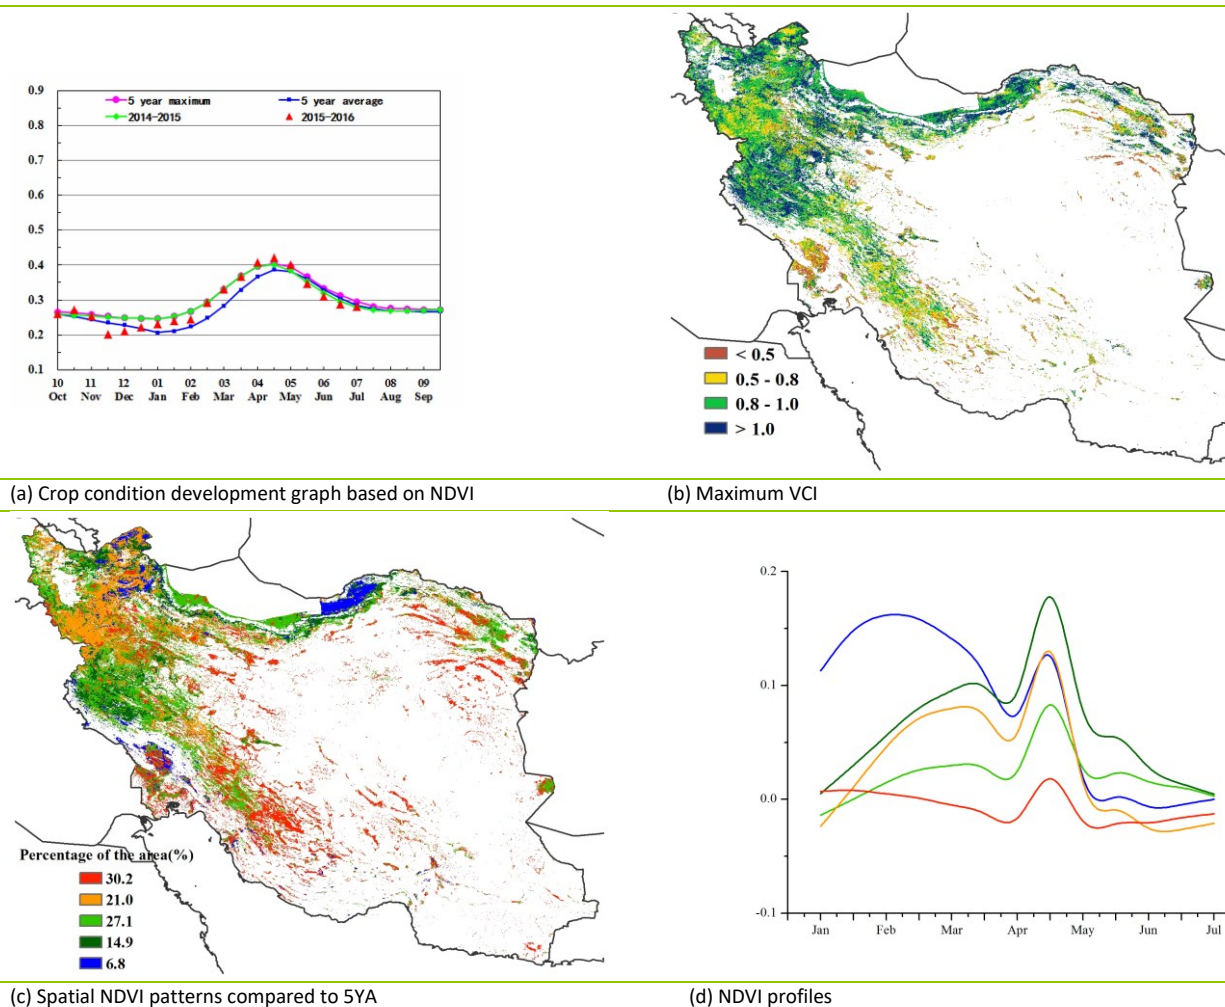 0.9
0.8
0.7
0.6
0.5
0.4
0.3
0.2
0.1
5 year maximum
5 year average
2014-2015
2015-2016
10 11 12 01 02 03 04 05 06 07 08 09
Oct Nov Dec Jan Feb Mar Apr May Jun Jul Aug Sep
< 0.5
0.5 - 0.8
0.8 - 1.0
> 1.0
(a) Crop condition development graph based on NDVI
(b) Maximum VCI
Percentage of the area(%)
30.2
21.0
27.1
14.9
6.8
0.2
0.1
0.0
-0.1
Jan Feb Mar Apr May Jun Jul
(c) Spatial NDVI patterns compared to 5YA
(d) NDVI profiles